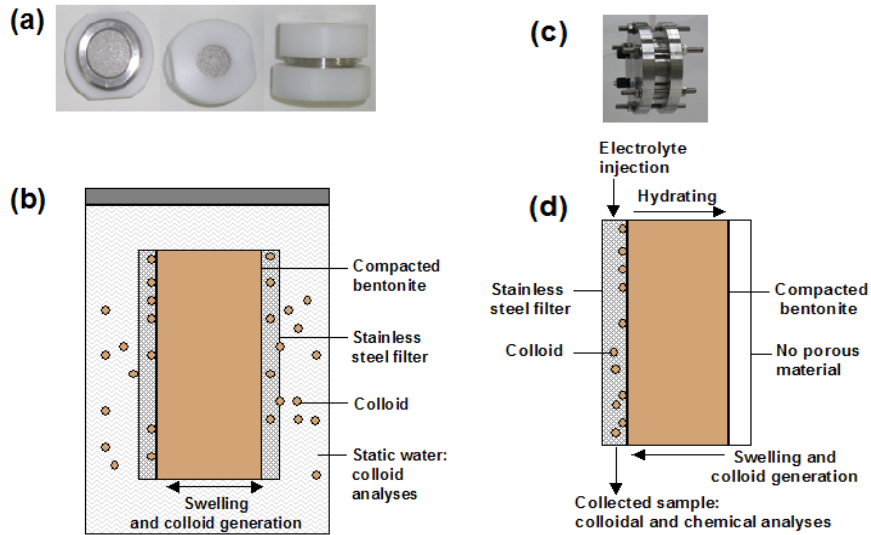 (a)
(b)
Compacted
bentonite
Stainless
steel filter
Colloid
Static water:
colloid
analyses
Swelling
and colloid generation
(c)
Electrolyte
injection
(d)
Hydrating
Stainless
steel filter
Colloid
Compacted
bentonite
No porous
material
Swelling and
colloid generation
Collected sample:
colloidal and chemical analyses